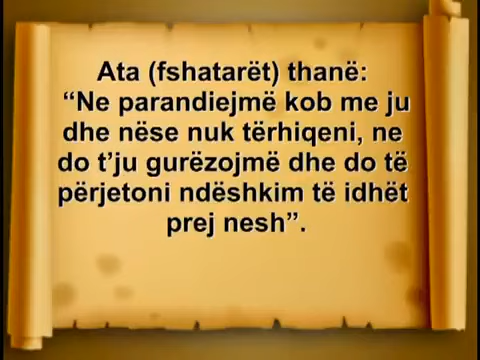 Ata (fshatarët) thanë:
“Ne parandiejmë kob me ju
dhe nëse nuk tërhiqeni, ne
do t’ju gurëzojmë dhe do të
përjetoni ndëshkim të idhët
prej nesh”.